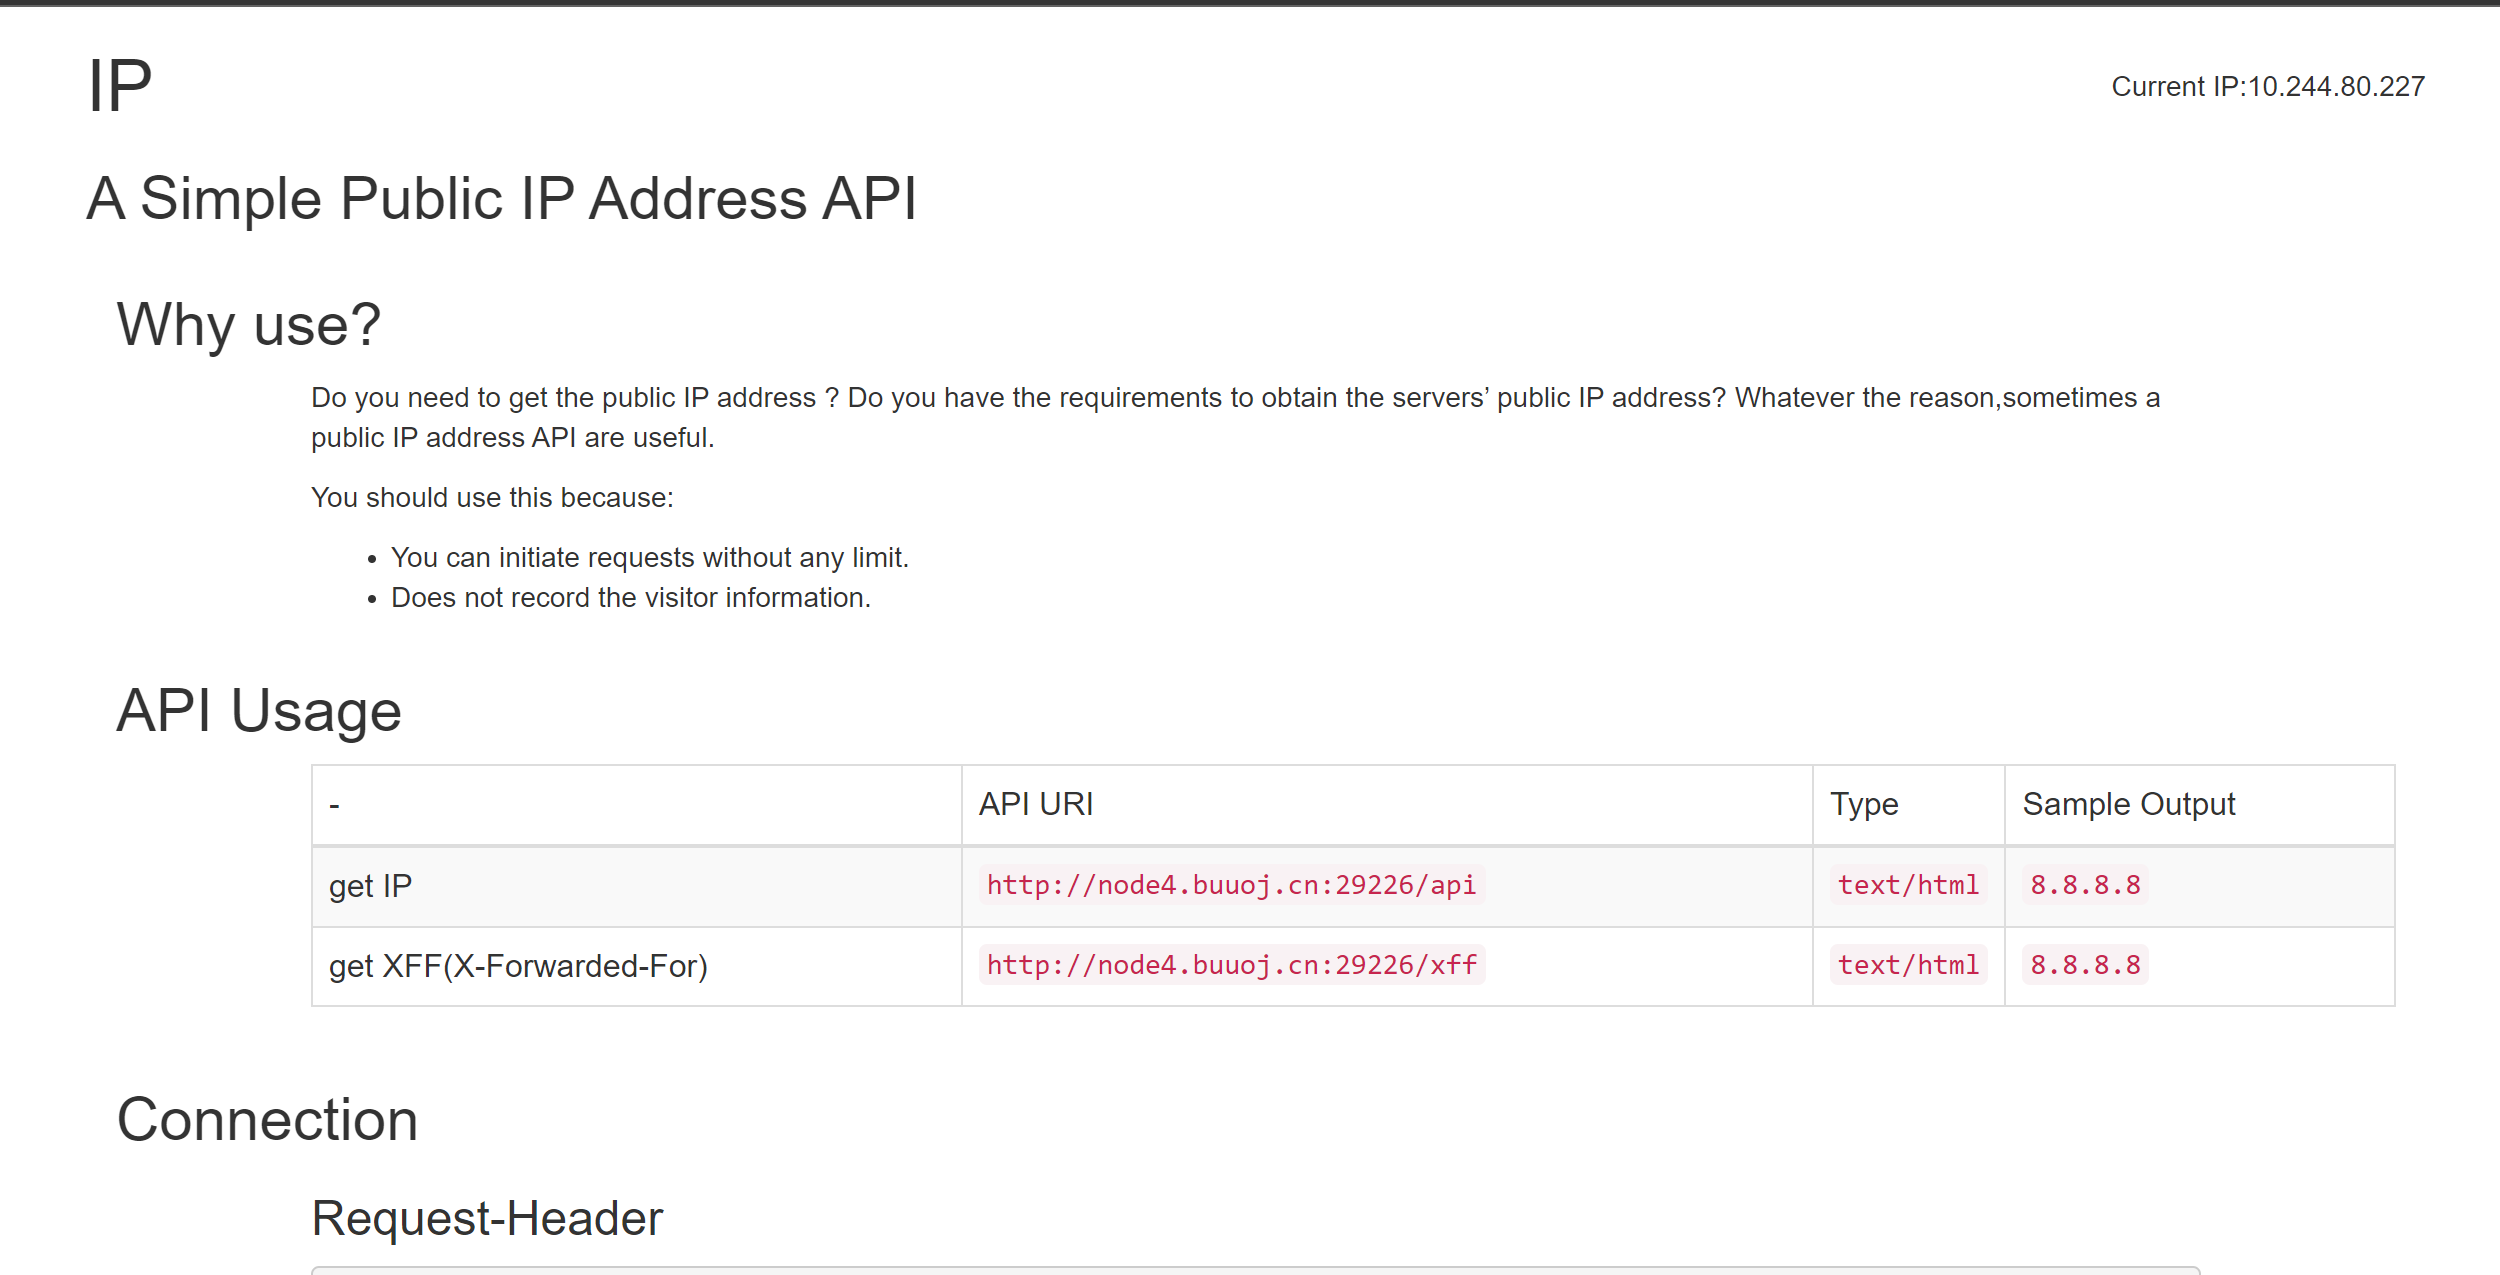 IP
Current IP:10.244.80.227
A Simple Public IP Address API
Why use?
Do you need to get the public IP address ? Do you have the requirements to obtain the servers’ public IP address? Whatever the reason,sometimes a
public IP address API are useful.
You should use this because:
• You can initiate requests without any limit.
• Does not record the visitor information.
API Usage
- API URI Type Sample Output
get IP http://node4.buuoj.cn:29226/api text/html 8.8.8.8
get XFF(X-Forwarded-For) http://node4.buuoj.cn:29226/xff text/html 8.8.8.8
Connection
Request-Header